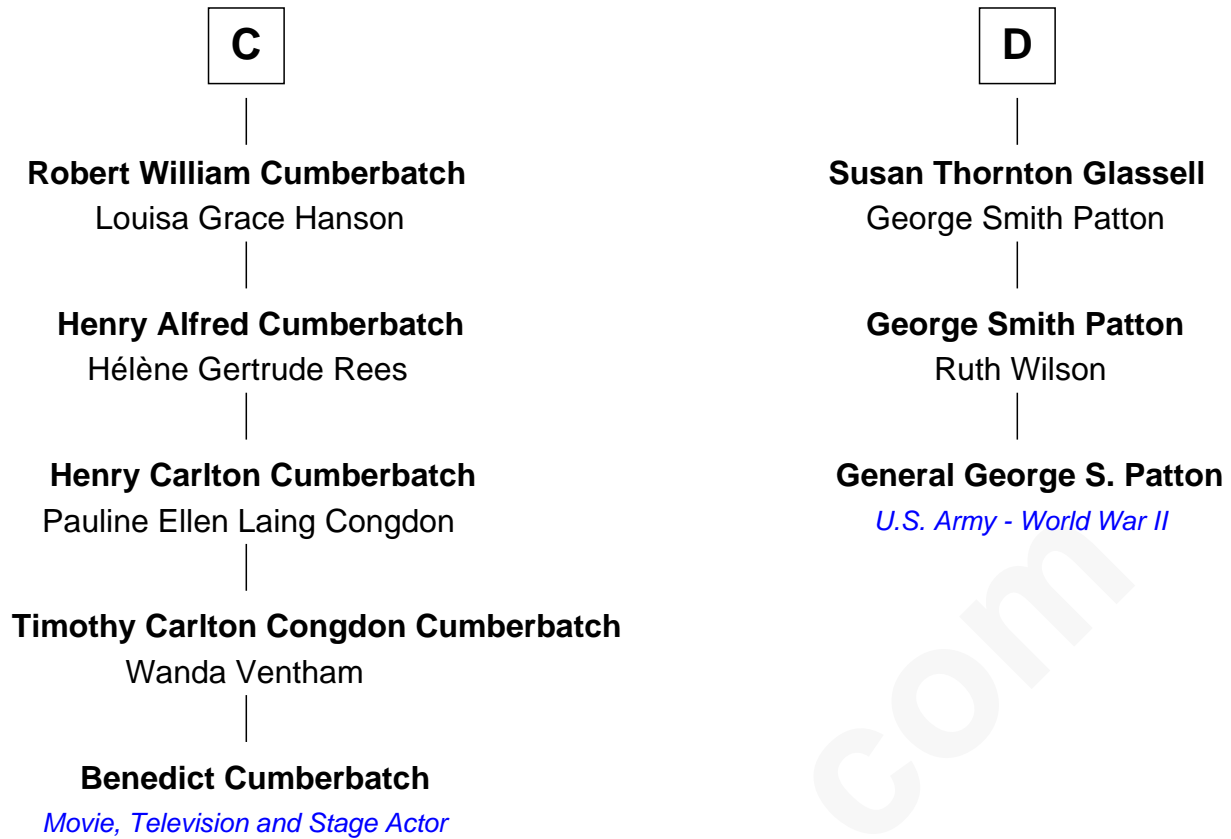 C
Robert William Cumberbatch
Louisa Grace Hanson
Henry Alfred Cumberbatch
Hélène Gertrude Rees
Henry Carlton Cumberbatch
Pauline Ellen Laing Congdon
Timothy Carlton Congdon Cumberbatch
Wanda Ventham
Benedict Cumberbatch
Movie, Television and Stage Actor
D
Susan Thornton Glassell
George Smith Patton
George Smith Patton
Ruth Wilson
General George S. Patton
U.S. Army - World War II
com